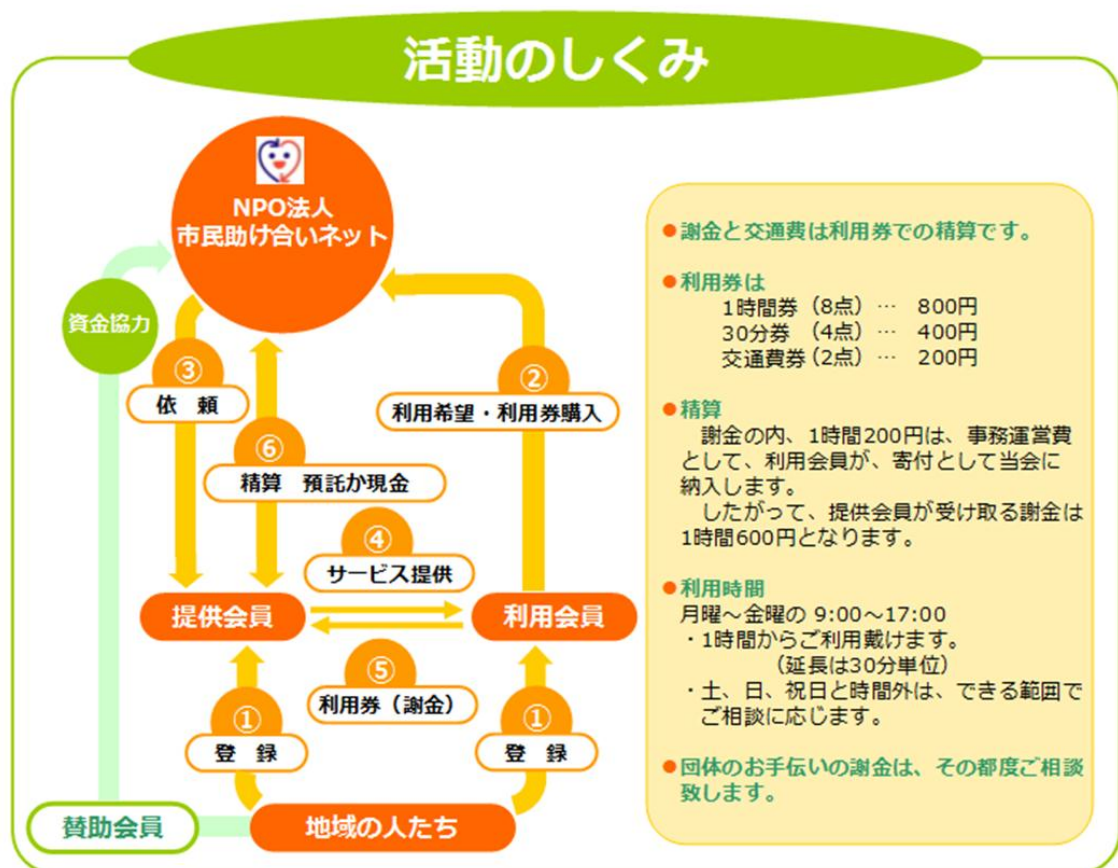 活動のしくみ
NPO法人
市民助け合いネット
資金協力
③
依　頼
②
利用希望・利用券購入
⑥
精算　預託か現金
④
サービス提供
提供会員
利用会員
⑤
利用券（謝金）
①
登　録
①
登　録
賛助会員
地域の人たち
●謝金と交通費は利用券での精算です。
●利用券は
1時間券（8点）…　800円
30分券　（4点）…　400円
交通費券（2点）…　200円
●精算
　謝金の内、1時間200円は、事務運営費
として、利用会員が、寄付として当会に
納入します。
　したがって、提供会員が受け取る謝金は
1時間600円となります。
●利用時間
月曜～金曜の 9:00～17:00
・1時間からご利用戴けます。
（延長は30分単位）
・土、日、祝日と時間外は、できる範囲で
ご相談に応じます。
●団体のお手伝いの謝金は、その都度ご相談
致します。